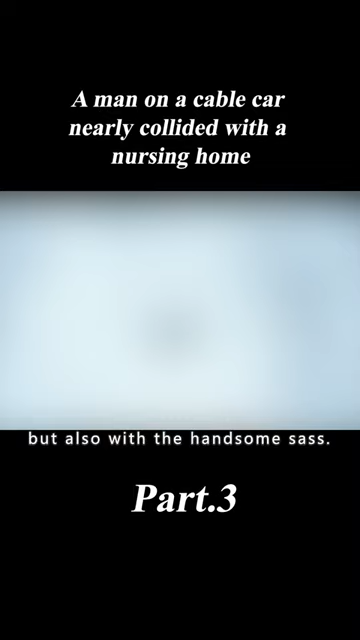 A man on a cable car
nearly collided with a
nursing home
but also with the handsome sass.
Part.3